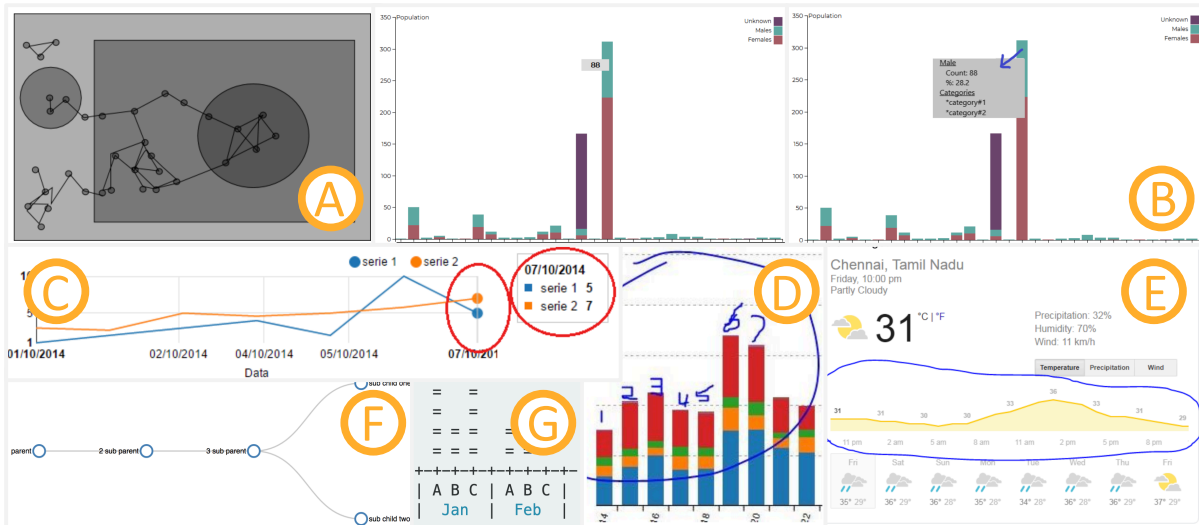 A
350
Population
300
250
200
150
100
50
0
Unknown
Males
Females
88
350
Population
300
250
200
150
100
50
0
Unknown
Males
Females
Male
Count: 88
%: 28.2
Categories
*category#1
*category#2
B
C
serie 1 serie 2
10
5
1
01/10/2014 02/10/2014 04/10/2014 05/10/2014 07/10/201
Data
07/10/2014
serie 1 5
serie 2 7
D
1 2 3 4 5 6 7
14 16 18 20 22
E
Chennai, Tamil Nadu
Friday, 10:00 pm
Partly Cloudy
31 °C | °F
Precipitation: 32%
Humidity: 70%
Wind: 11 km/h
Temperature Precipitation Wind
31 31 30 30 33 36 33 31 29
11 pm 2 am 5 am 8 am 11 am 2 pm 5 pm 8 pm
Fri Sat Sun Mon Tue Wed Thu Fri
35° 29° 36° 29° 36° 28° 35° 28° 34° 28° 36° 28° 36° 29° 37° 29°
F
parent 2 sub parent 3 sub parent
sub child one
sub child two
G
= =
= =
= = = =
= = = = = =
+-+-+-+-+-+-+-+-+
| A B C | A B C |
| Jan | Feb |